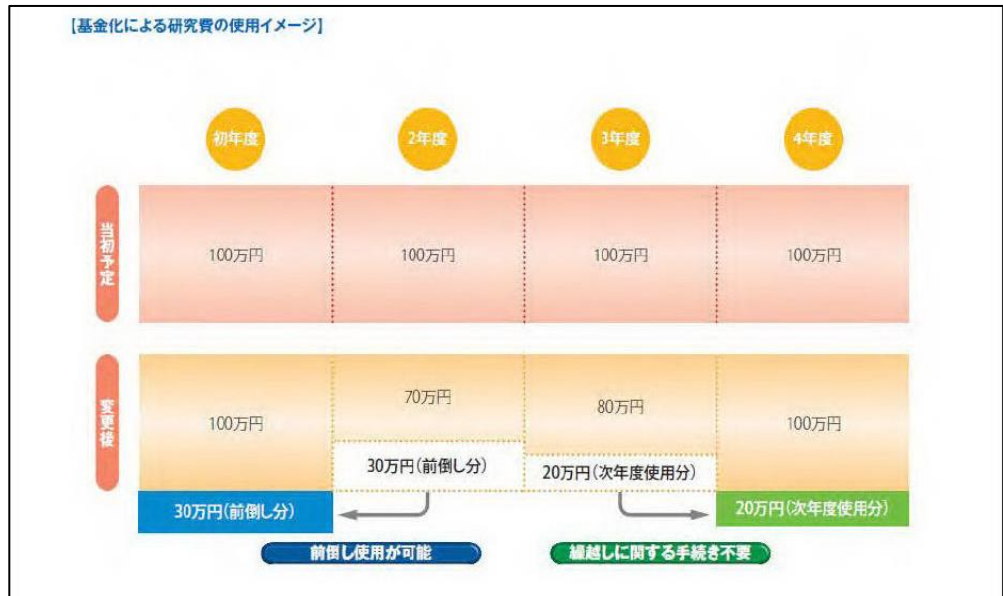 【基金化による研究費の使用イメージ】
初年度
2年度
3年度
4年度
当初予定
100万円
100万円
100万円
100万円
変更後
100万円
70万円
80万円
100万円
30万円(前倒し分)
20万円(次年度使用分)
30万円(前倒し分)
20万円(次年度使用分)
前倒し使用が可能
繰越しに関する手続き不要